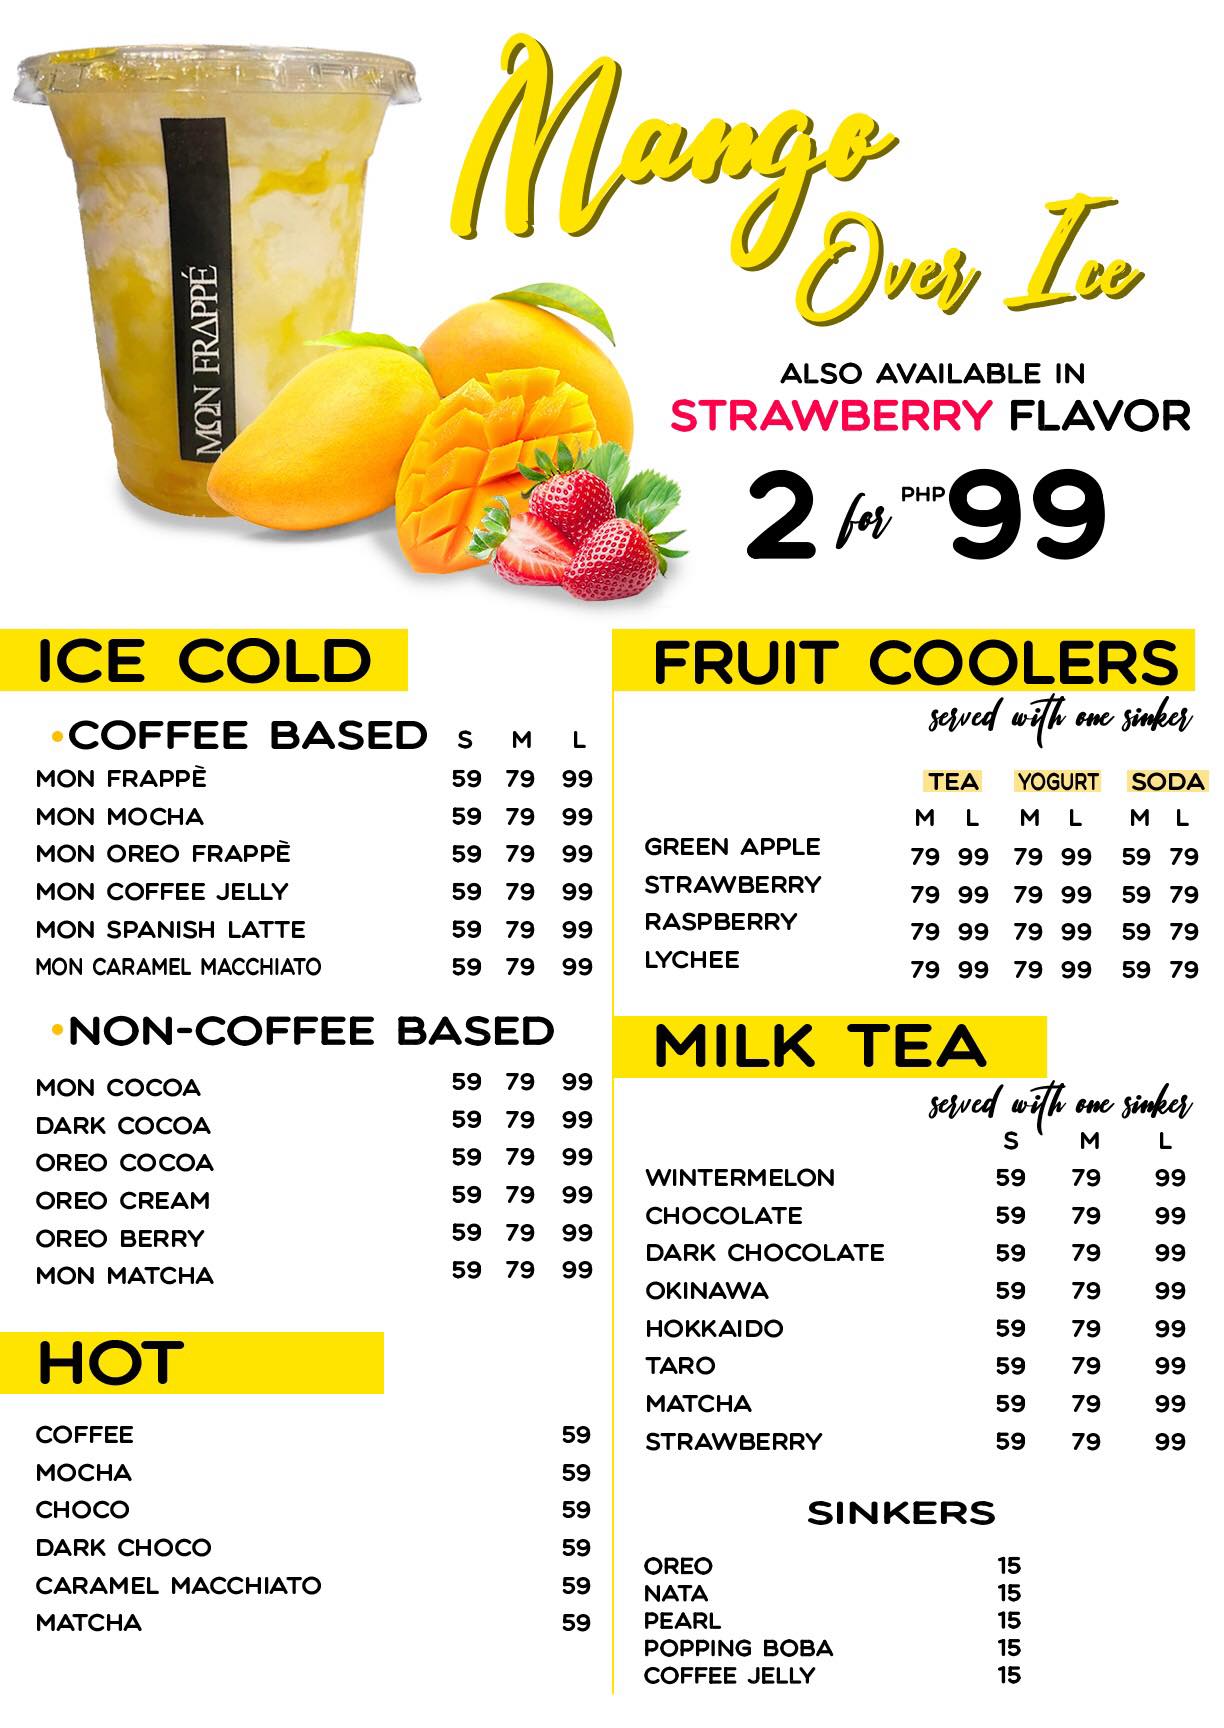 MΩN FRΔPPÉ
Mango
Over Ice
ALSO AVAILABLE IN
STRAWBERRY FLAVOR
2 for PHP 99
ICE COLD
•COFFEE BASED S M L
MON FRAPPÈ 59 79 99
MON MOCHA 59 79 99
MON OREO FRAPPÈ 59 79 99
MON COFFEE JELLY 59 79 99
MON SPANISH LATTE 59 79 99
MON CARAMEL MACCHIATO 59 79 99
•NON-COFFEE BASED
MON COCOA 59 79 99
DARK COCOA 59 79 99
OREO COCOA 59 79 99
OREO CREAM 59 79 99
OREO BERRY 59 79 99
MON MATCHA 59 79 99
HOT
COFFEE 59
MOCHA 59
CHOCO 59
DARK CHOCO 59
CARAMEL MACCHIATO 59
MATCHA 59
FRUIT COOLERS
served with one sinker
TEA YOGURT SODA
M L M L M L
GREEN APPLE 79 99 79 99 59 79
STRAWBERRY 79 99 79 99 59 79
RASPBERRY 79 99 79 99 59 79
LYCHEE 79 99 79 99 59 79
MILK TEA
served with one sinker
S M L
WINTERMELON 59 79 99
CHOCOLATE 59 79 99
DARK CHOCOLATE 59 79 99
OKINAWA 59 79 99
HOKKAIDO 59 79 99
TARO 59 79 99
MATCHA 59 79 99
STRAWBERRY 59 79 99
SINKERS
OREO 15
NATA 15
PEARL 15
POPPING BOBA 15
COFFEE JELLY 15